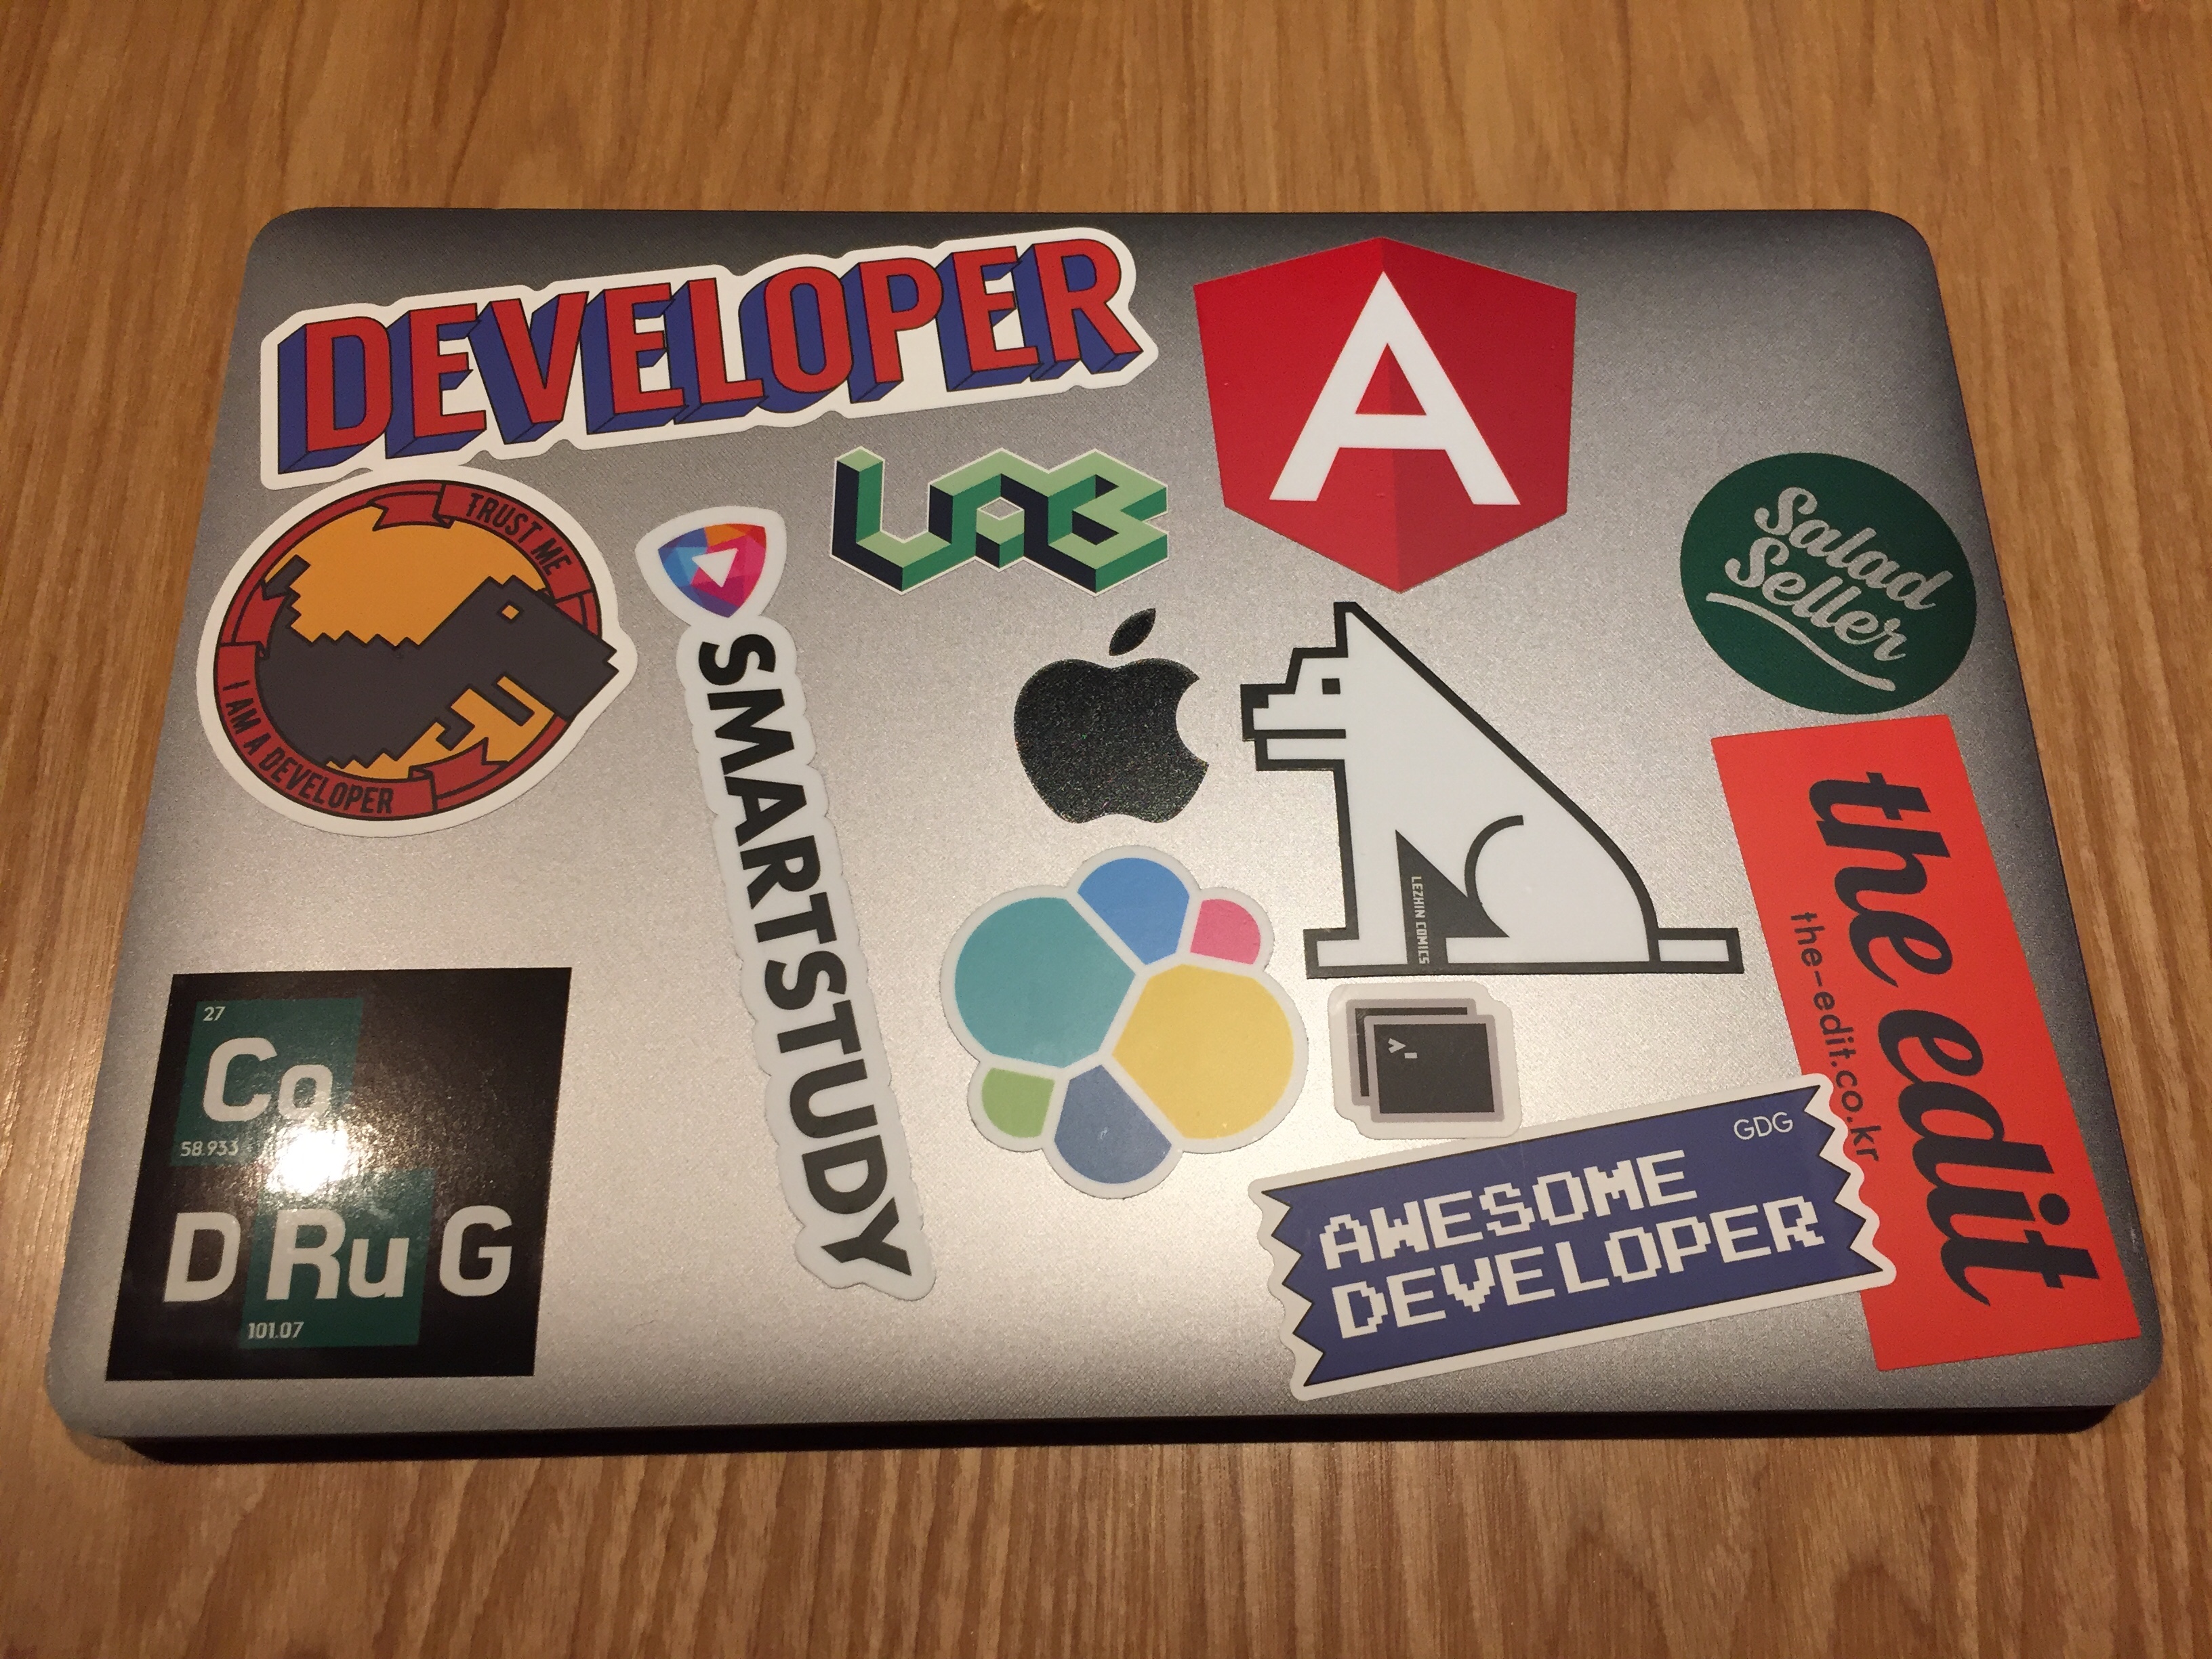 DEVELOPER
A
LAB
TRUST ME
I AM A DEVELOPER
SMARTSTUDY
Salad
Seller
LEZHIN COMICS
the edit
the-edit.co.kr
27
Co
58.933
D Ru G
101.07
>_
GDG
AWESOME
DEVELOPER